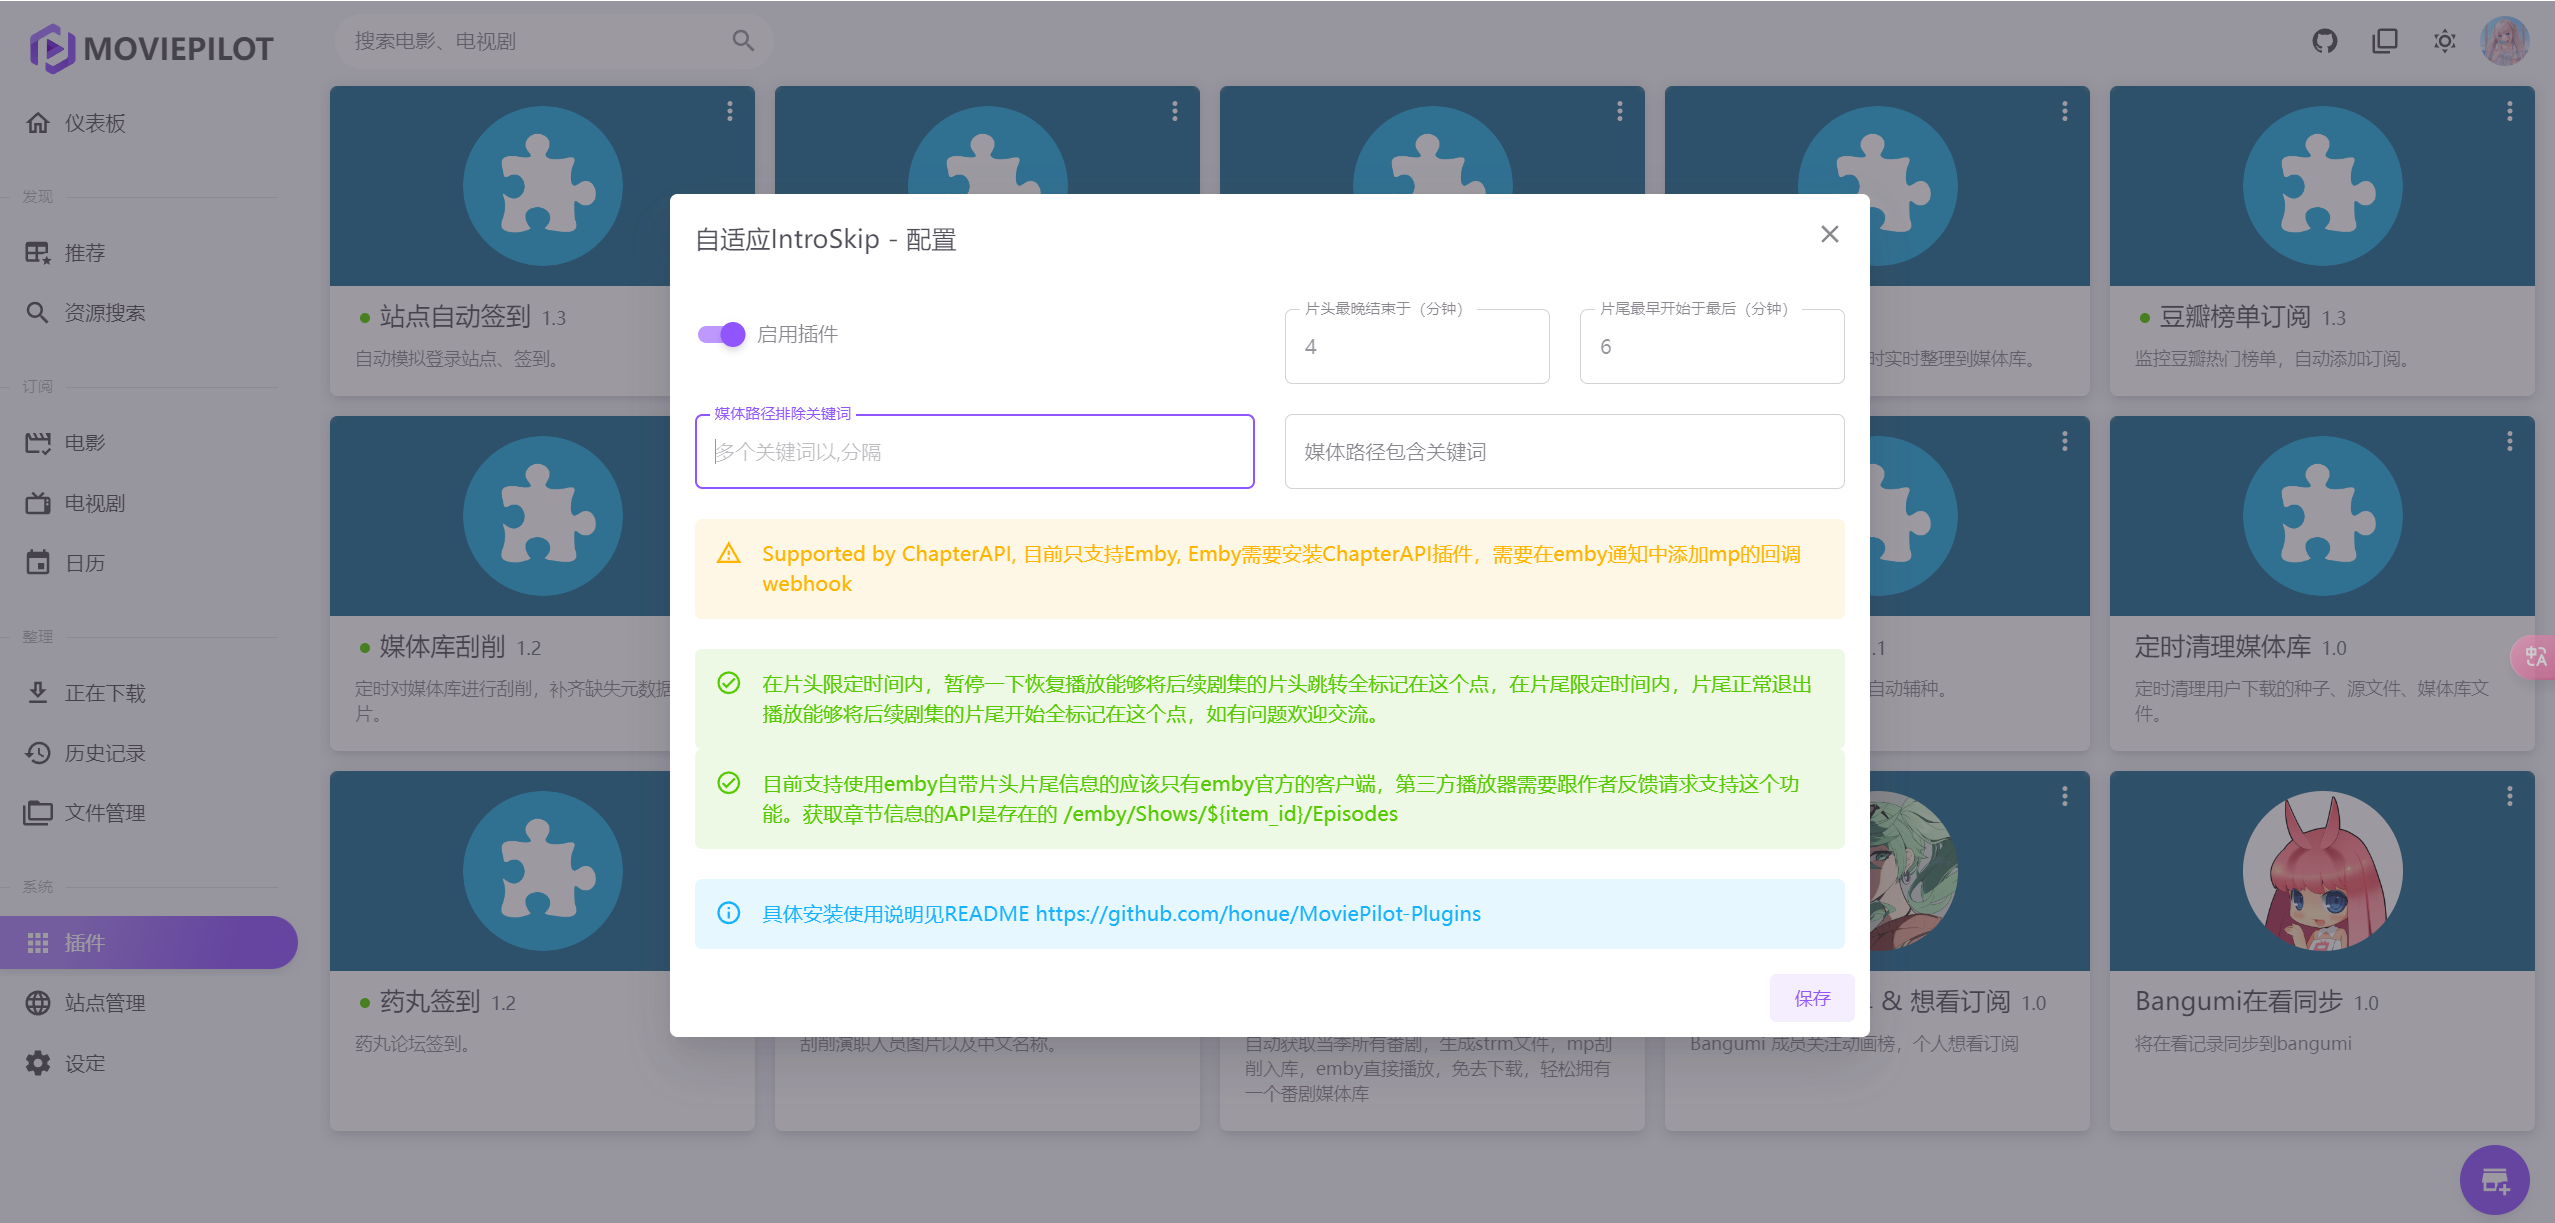 MOVIEPILOT
搜索电影、电视剧
仪表板
发现
推荐
资源搜索
订阅
电影
电视剧
日历
整理
正在下载
历史记录
文件管理
系统
插件
站点管理
设定
站点自动签到 1.3
自动模拟登录站点、签到。
时实时整理到媒体库。
豆瓣榜单订阅 1.3
监控豆瓣热门榜单，自动添加订阅。
媒体库刮削 1.2
定时对媒体库进行刮削，补齐缺失元数据
片。
.1
自动辅种。
定时清理媒体库 1.0
定时清理用户下载的种子、源文件、媒体库文
件。
药丸签到 1.2
药丸论坛签到。
刮削演职人员图片以及中文名称。
自动获取当季所有番剧，生成strm文件，mp刮
削入库，emby直接播放，免去下载，轻松拥有
一个番剧媒体库
& 想看订阅 1.0
Bangumi 成员关注动画榜，个人想看订阅
Bangumi在看同步 1.0
将在看记录同步到bangumi
自适应IntroSkip - 配置
启用插件
片头最晚结束于（分钟）
4
片尾最早开始于最后（分钟）
6
媒体路径排除关键词
多个关键词以,分隔
媒体路径包含关键词
Supported by ChapterAPI, 目前只支持Emby, Emby需要安装ChapterAPI插件，需要在emby通知中添加mp的回调
webhook
在片头限定时间内，暂停一下恢复播放能够将后续剧集的片头跳转全标记在这个点，在片尾限定时间内，片尾正常退出
播放能够将后续剧集的片尾开始全标记在这个点，如有问题欢迎交流。
目前支持使用emby自带片头片尾信息的应该只有emby官方的客户端，第三方播放器需要跟作者反馈请求支持这个功
能。获取章节信息的API是存在的 /emby/Shows/${item_id}/Episodes
具体安装使用说明见README https://github.com/honue/MoviePilot-Plugins
保存